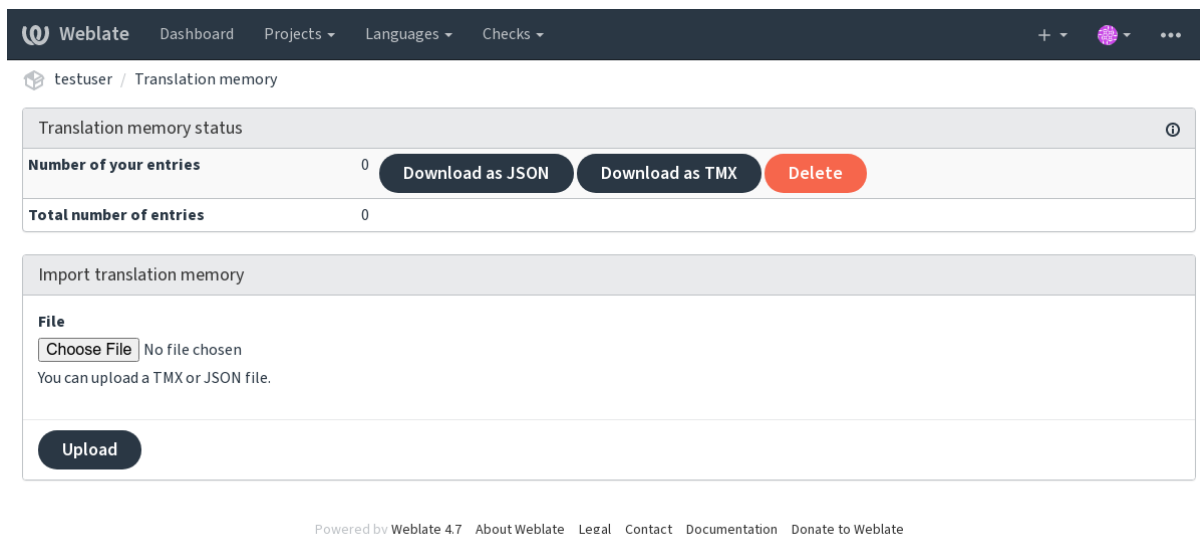 Weblate Dashboard Projects Languages Checks
testuser / Translation memory
Translation memory status
Number of your entries 0 Download as JSON Download as TMX Delete
Total number of entries 0
Import translation memory
File
Choose File No file chosen
You can upload a TMX or JSON file.
Upload
Powered by Weblate 4.7 About Weblate Legal Contact Documentation Donate to Weblate